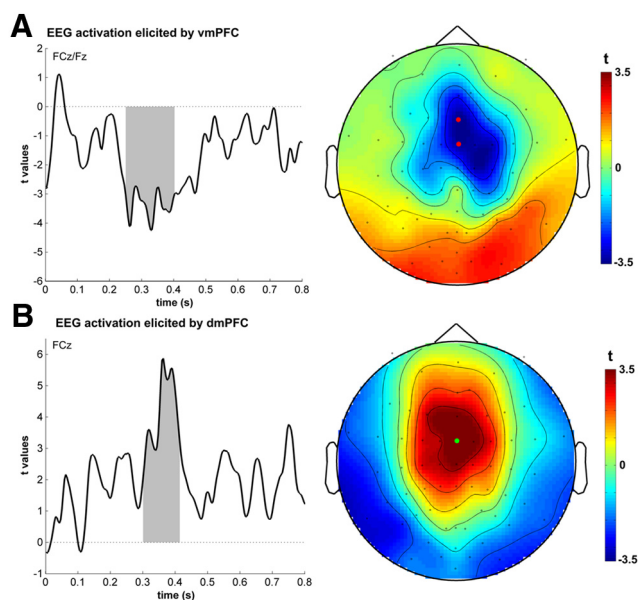 A EEG activation elicited by vmPFC
FCz/Fz
2
1
0
-1
-2
-3
-4
-5
-6
t values
0 0.1 0.2 0.3 0.4 0.5 0.6 0.7 0.8
time (s)
t
3.5
0
-3.5
B EEG activation elicited by dmPFC
FCz
6
5
4
3
2
1
0
-1
t values
0 0.1 0.2 0.3 0.4 0.5 0.6 0.7 0.8
time (s)
t
3.5
0
-3.5